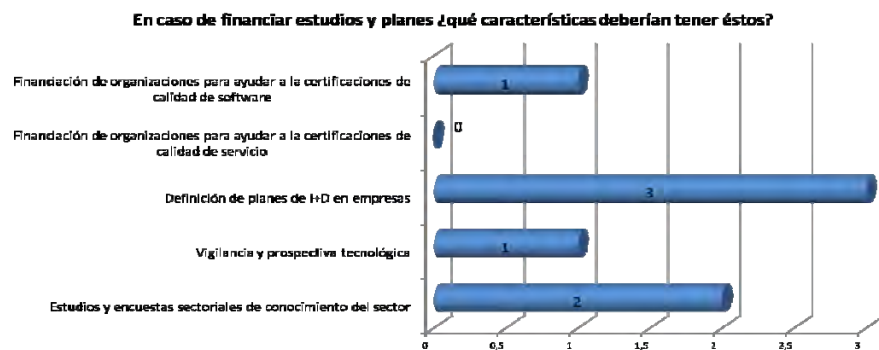 En caso de financiar estudios y planes ¿qué características deberían tener éstos?
Financiación de organizaciones para ayudar a la certificaciones de
calidad de software
1
Financiación de organizaciones para ayudar a la certificaciones de
calidad de servicio
0
Definición de planes de I+D en empresas
3
Vigilancia y prospectiva tecnológica
1
Estudios y encuestas sectoriales de conocimiento del sector
2
0 0,5 1 1,5 2 2,5 3